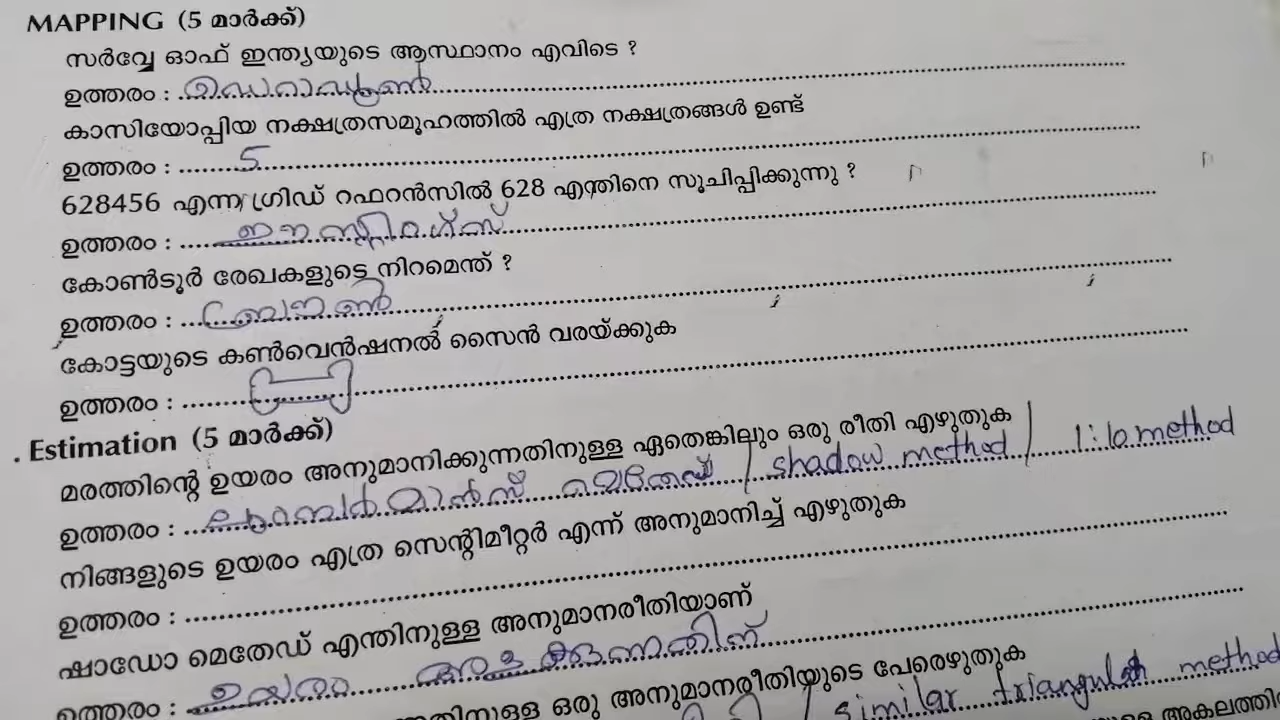 MAPPING (5 മാർക്ക്)
സർവ്വേ ഓഫ് ഇന്ത്യയുടെ ആസ്ഥാനം എവിടെ ?
ഉത്തരം : ഡെറാഡൂൺ
കാസിയോപ്പിയ നക്ഷത്രസമൂഹത്തിൽ എത്ര നക്ഷത്രങ്ങൾ ഉണ്ട്
ഉത്തരം : 5
628456 എന്ന ഗ്രിഡ് റഫറൻസിൽ 628 എന്തിനെ സൂചിപ്പിക്കുന്നു ?
ഉത്തരം : ഈസ്റ്റിംഗ്സ്
കോൺടൂർ രേഖകളുടെ നിറമെന്ത് ?
ഉത്തരം : ബ്രൗൺ
കോട്ടയുടെ കൺവെൻഷനൽ സൈൻ വരയ്ക്കുക
ഉത്തരം :
. Estimation (5 മാർക്ക്)
മരത്തിന്റെ ഉയരം അനുമാനിക്കുന്നതിനുള്ള ഏതെങ്കിലും ഒരു രീതി എഴുതുക
ഉത്തരം : ലൂമ്പർമാൻസ് മെത്തേഡ് / shadow method / 1:10 method
നിങ്ങളുടെ ഉയരം എത്ര സെന്റിമീറ്റർ എന്ന് അനുമാനിച്ച് എഴുതുക
ഉത്തരം :
ഷാഡോ മെതേഡ് എന്തിനുള്ള അനുമാനരീതിയാണ്
ഉത്തരം : ഉയരം അളക്കുന്നതിന്
ഒരു അനുമാനരീതിയുടെ പേരെഴുതുക
similar triangular method